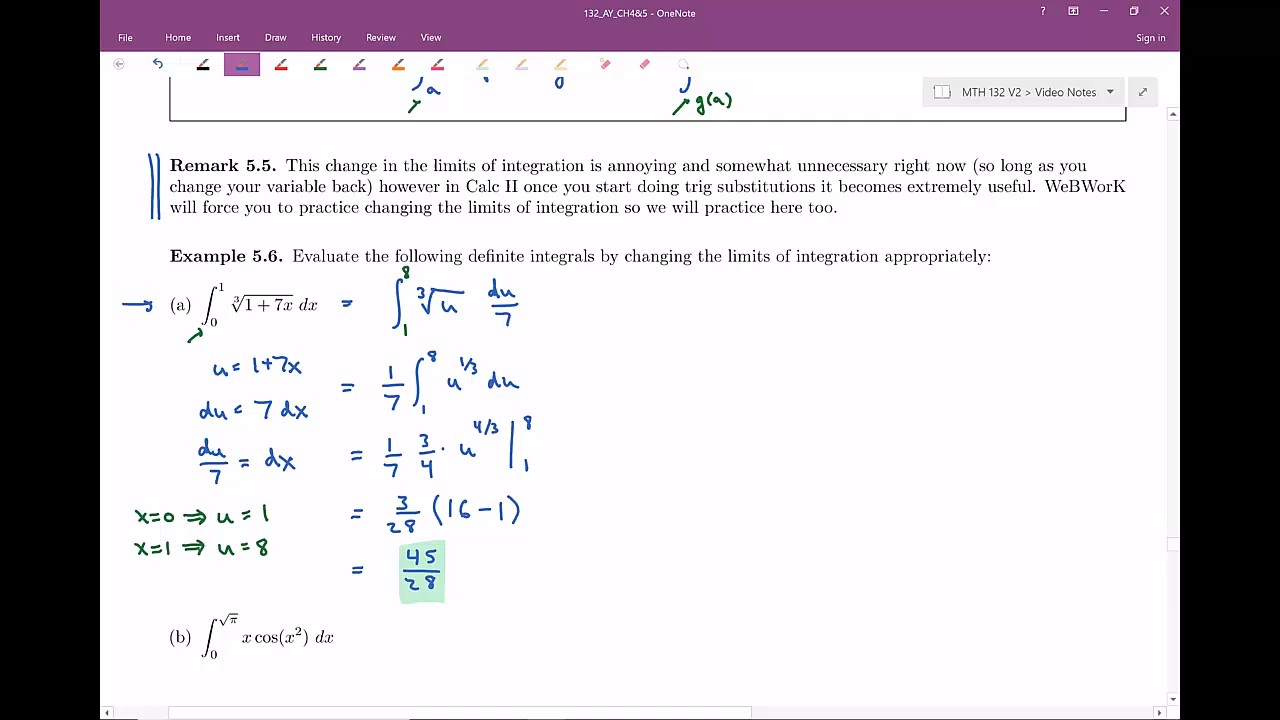 132_AY_CH4&5 - OneNote
?
File Home Insert Draw History Review View
Sign in
MTH 132 V2 > Video Notes
a
g(a)
Remark 5.5. This change in the limits of integration is annoying and somewhat unnecessary right now (so long as you
change your variable back) however in Calc II once you start doing trig substitutions it becomes extremely useful. WeBWorK
will force you to practice changing the limits of integration so we will practice here too.
Example 5.6. Evaluate the following definite integrals by changing the limits of integration appropriately:
→ (a) ∫₀¹ ∛(1 + 7x) dx = ∫₁⁸ ∛u du/7
u = 1+7x
= 1/7 ∫₁⁸ u^1/3 du
du = 7 dx
du/7 = dx
= 1/7 3/4 · u^4/3 |₁⁸
x=0 ⇒ u = 1
= 3/28 (16 − 1)
x=1 ⇒ u = 8
= 45/28
(b) ∫₀^√π x cos(x²) dx